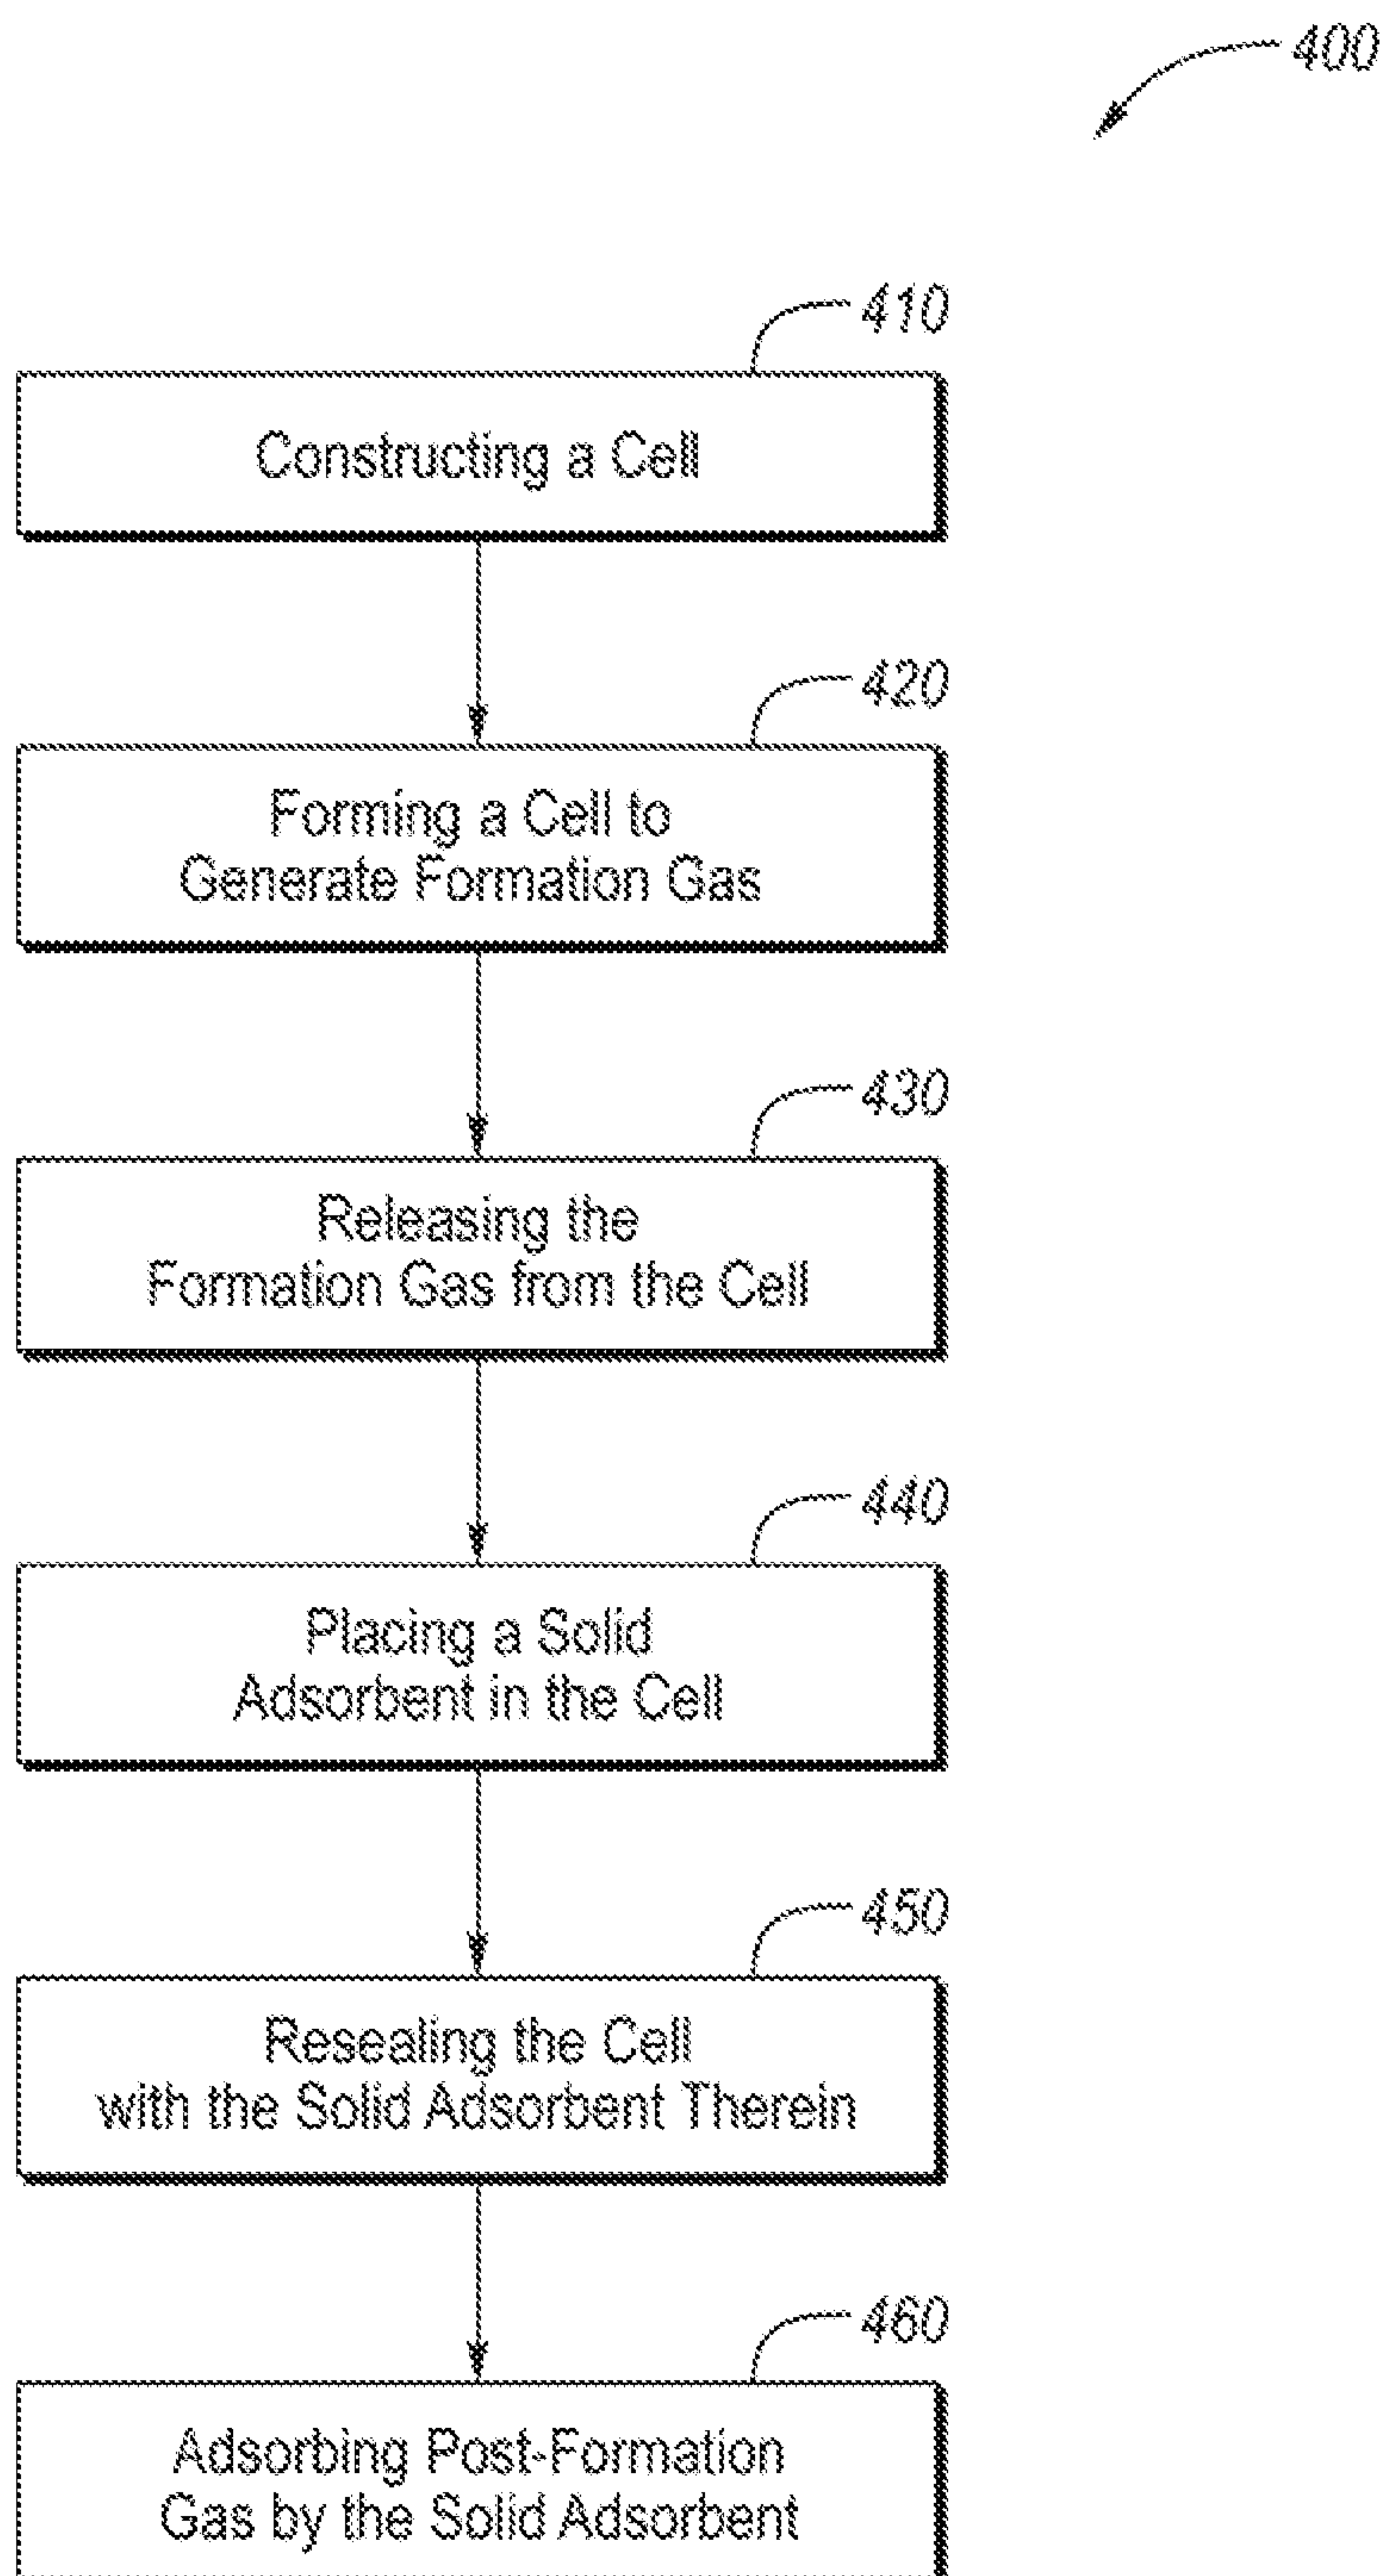 400
410
Constructing a Cell
420
Forming a Cell to
Generate Formation Gas
430
Releasing the
Formation Gas from the Cell
440
Placing a Solid
Adsorbent in the Cell
450
Resealing the Cell
with the Solid Adsorbent Therein
460
Adsorbing Post-Formation
Gas by the Solid Adsorbent